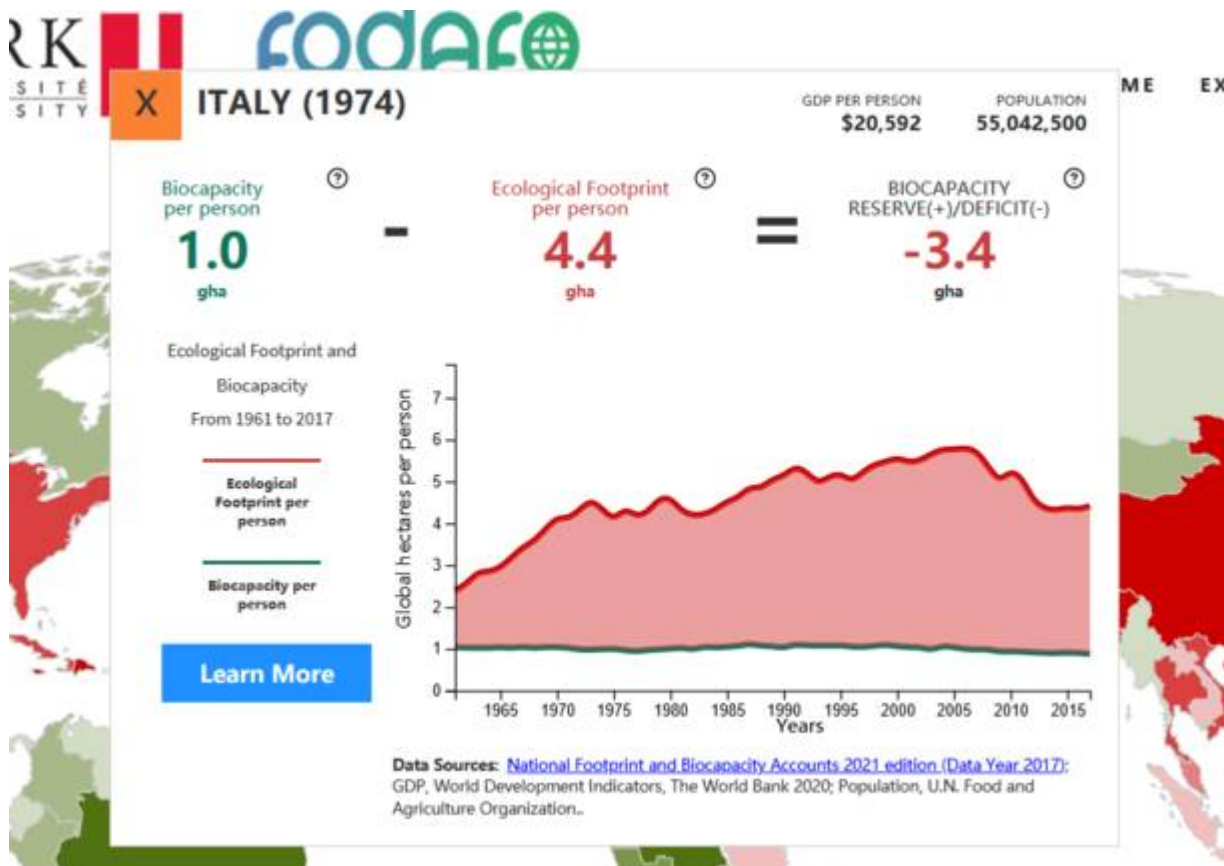 RK
SITÉ
SITY
FODAFO
ME EX
X ITALY (1974)
GDP PER PERSON
$20,592
POPULATION
55,042,500
Biocapacity
per person
1.0
gha
-
Ecological Footprint
per person
4.4
gha
=
BIOCAPACITY
RESERVE(+)/DEFICIT(-)
-3.4
gha
Ecological Footprint and
Biocapacity
From 1961 to 2017
Ecological
Footprint per
person
Biocapacity per
person
Learn More
Global hectares per person
7
6
5
4
3
2
1
0
1965 1970 1975 1980 1985 1990 1995 2000 2005 2010 2015
Years
Data Sources: National Footprint and Biocapacity Accounts 2021 edition (Data Year 2017);
GDP, World Development Indicators, The World Bank 2020; Population, U.N. Food and
Agriculture Organization..